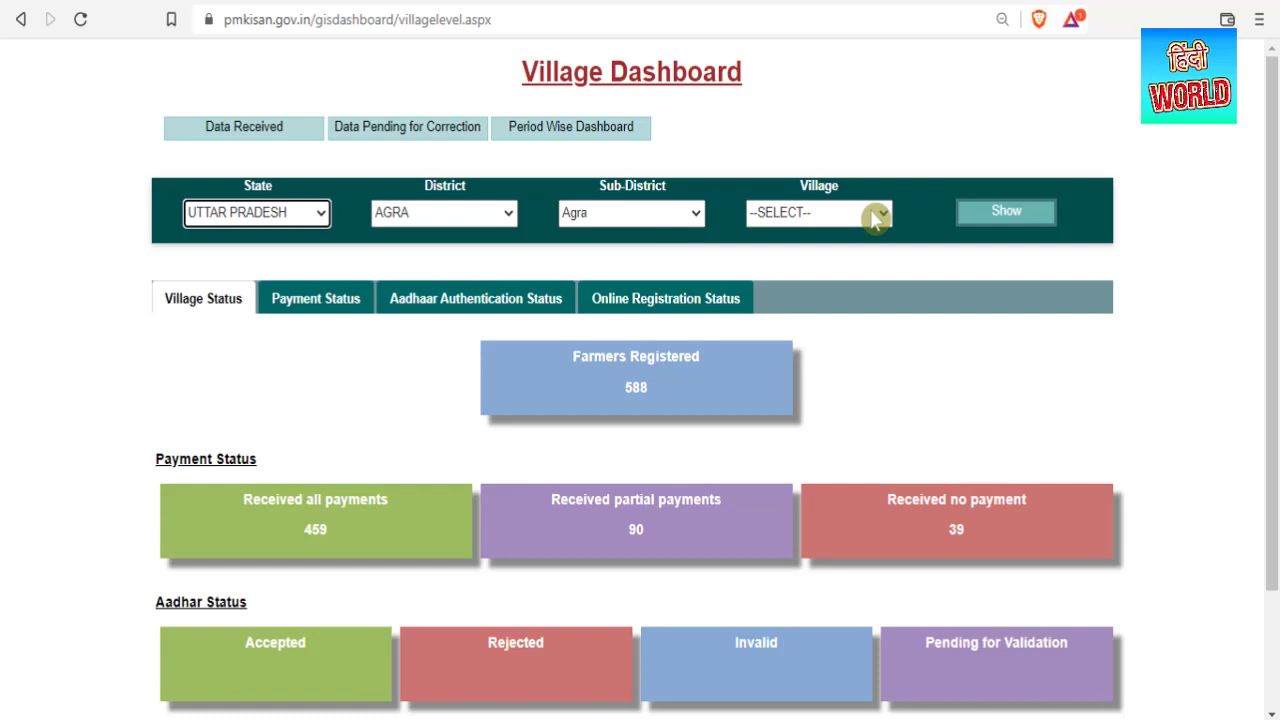 pmkisan.gov.in/gisdashboard/villagelevel.aspx
1
हिंदी
WORLD
Village Dashboard
Data Received
Data Pending for Correction
Period Wise Dashboard
State
District
Sub-District
Village
UTTAR PRADESH
AGRA
Agra
--SELECT--
Show
Village Status
Payment Status
Aadhaar Authentication Status
Online Registration Status
Farmers Registered
588
Payment Status
Received all payments
459
Received partial payments
90
Received no payment
39
Aadhar Status
Accepted
Rejected
Invalid
Pending for Validation